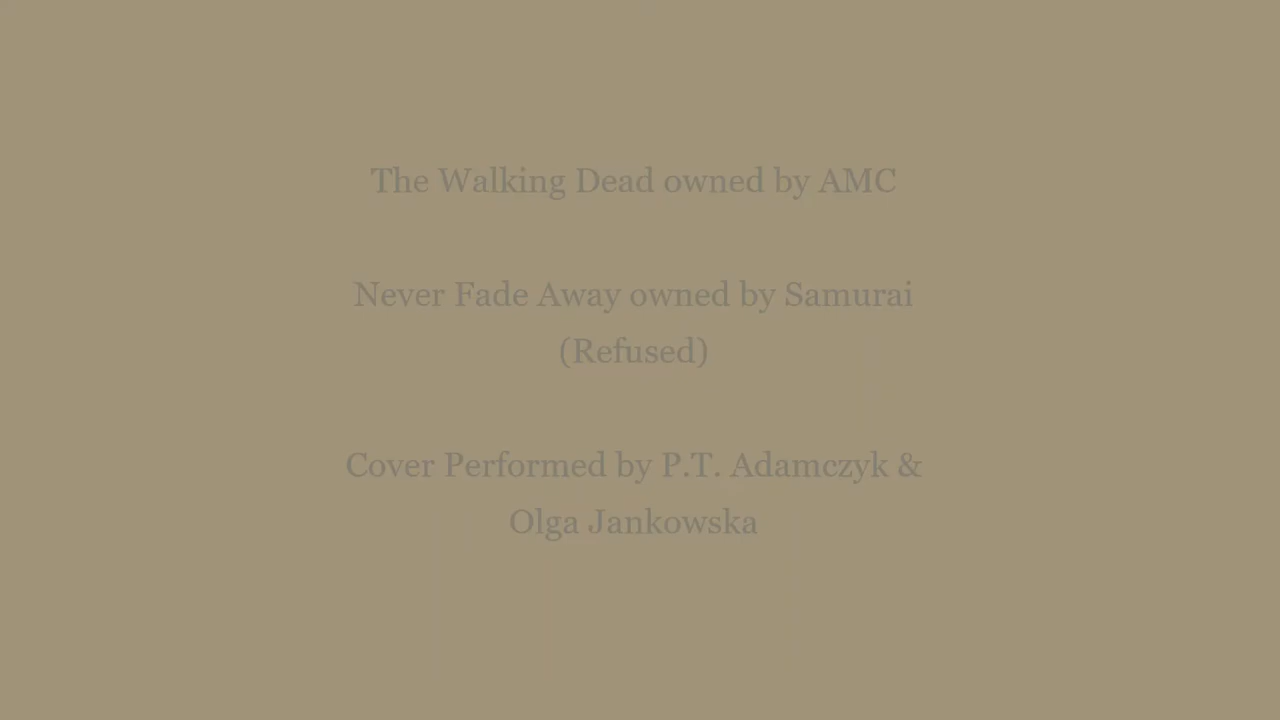 The Walking Dead owned by AMC
Never Fade Away owned by Samurai
(Refused)
Cover Performed by P.T. Adamczyk &
Olga Jankowska